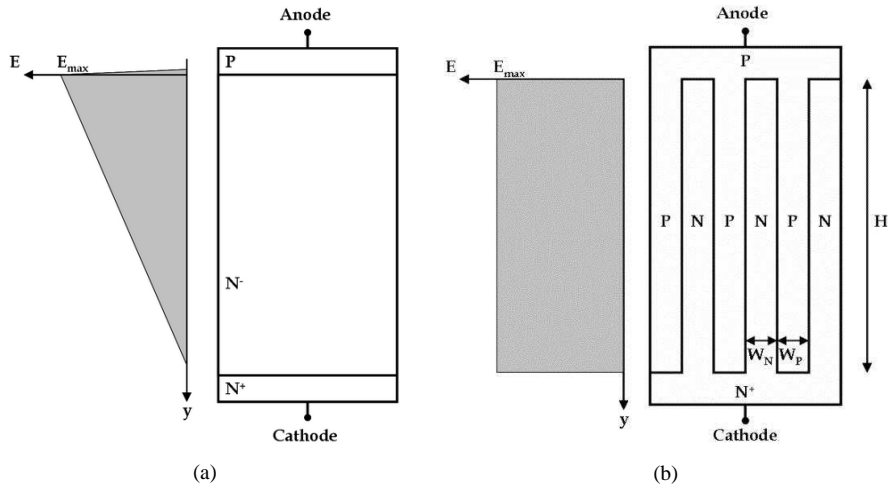 Anode
E
E_max
P
N⁻
N⁺
y
Cathode
(a)
Anode
E
E_max
P
P N P N P N
H
W_N W_P
N⁺
y
Cathode
(b)